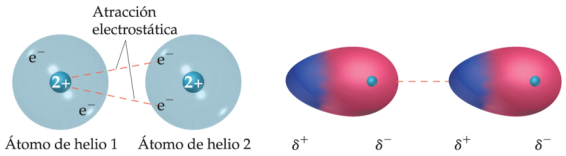 Atracción
electrostática
e⁻ e⁻
2+ 2+
e⁻ e⁻
Átomo de helio 1 Átomo de helio 2 δ⁺ δ⁻ δ⁺ δ⁻